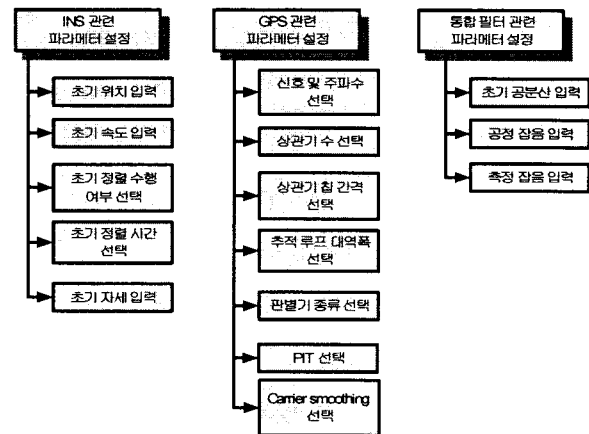 INS 관련
파라메터 설정
초기 위치 입력
초기 속도 입력
초기 정렬 수행
여부 선택
초기 정렬 시간
선택
초기 자세 입력
GPS 관련
파라메터 설정
신호 및 주파수
선택
상관기 수 선택
상관기 칩 간격
선택
추적 루프 대역폭
선택
판별기 종류 선택
PIT 선택
Carrier smoothing
선택
통합 필터 관련
파라메터 설정
초기 공분산 입력
공정 잡음 입력
측정 잡음 입력